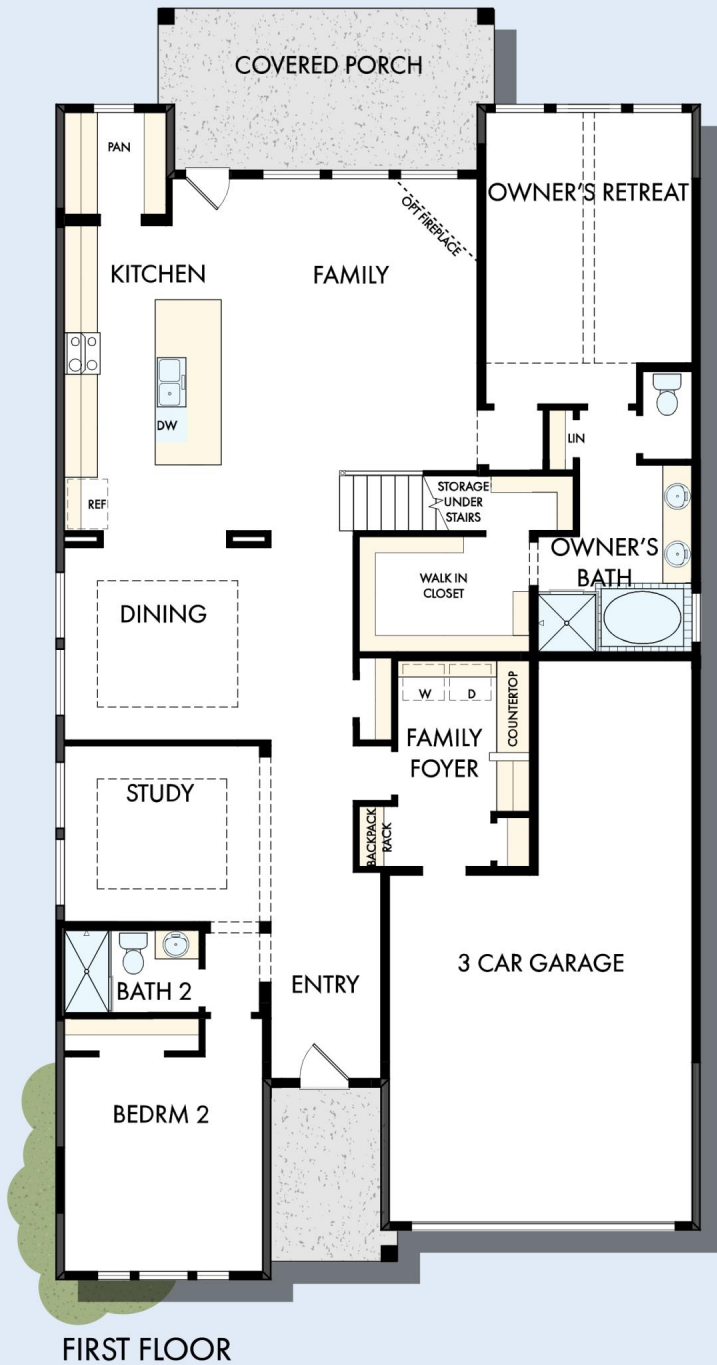 COVERED PORCH
PAN
OWNER'S RETREAT
OPT FIREPLACE
KITCHEN
FAMILY
DW
LIN
REF
STORAGE
UNDER
STAIRS
OWNER'S
BATH
WALK IN
CLOSET
DINING
W
D
COUNTERTOP
FAMILY
FOYER
STUDY
BACKPACK
RACK
3 CAR GARAGE
BATH 2
ENTRY
BEDRM 2
FIRST FLOOR